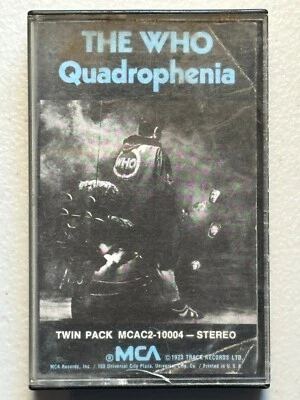 THE WHO
Quadrophenia
WHO
TWIN PACK MCAC2-10004 — STEREO
® MCA © 1973 TRACK RECORDS LTD.
MCA Records, Inc. / 100 Universal City Plaza, Universal City, Ca. / Printed in U. S. A.